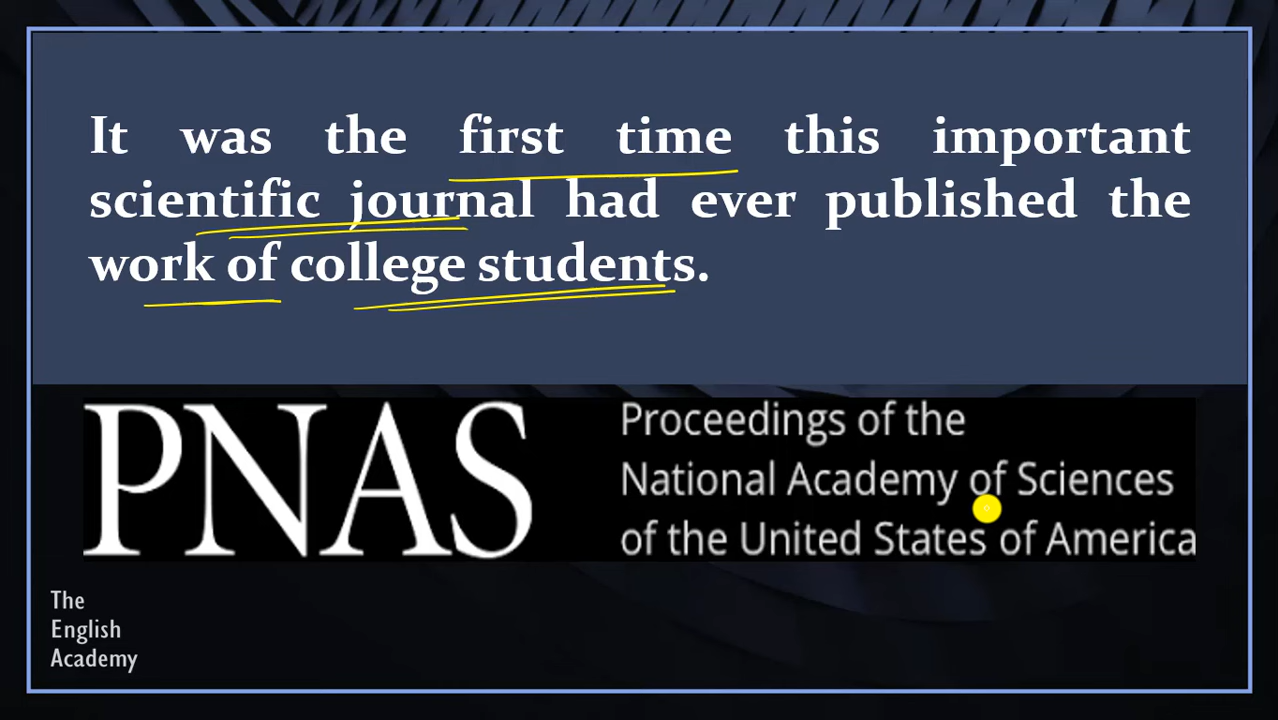 It was the first time this important
scientific journal had ever published the
work of college students.
PNAS
Proceedings of the
National Academy of Sciences
of the United States of America
The
English
Academy